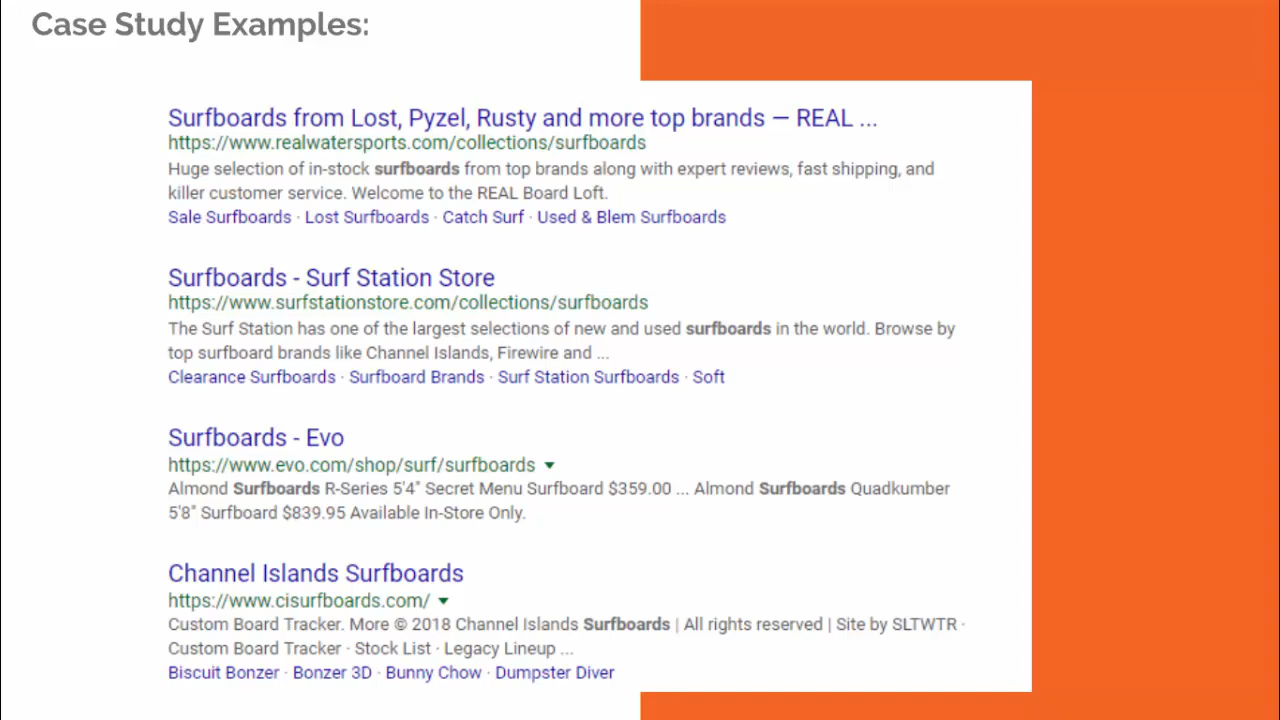 Case Study Examples:
Surfboards from Lost, Pyzel, Rusty and more top brands — REAL ...
https://www.realwatersports.com/collections/surfboards
Huge selection of in-stock surfboards from top brands along with expert reviews, fast shipping, and
killer customer service. Welcome to the REAL Board Loft.
Sale Surfboards · Lost Surfboards · Catch Surf · Used & Blem Surfboards
Surfboards - Surf Station Store
https://www.surfstationstore.com/collections/surfboards
The Surf Station has one of the largest selections of new and used surfboards in the world. Browse by
top surfboard brands like Channel Islands, Firewire and ...
Clearance Surfboards · Surfboard Brands · Surf Station Surfboards · Soft
Surfboards - Evo
https://www.evo.com/shop/surf/surfboards
Almond Surfboards R-Series 5'4" Secret Menu Surfboard $359.00 ... Almond Surfboards Quadkumber
5'8" Surfboard $839.95 Available In-Store Only.
Channel Islands Surfboards
https://www.cisurfboards.com/
Custom Board Tracker. More © 2018 Channel Islands Surfboards | All rights reserved | Site by SLTWTR ·
Custom Board Tracker · Stock List · Legacy Lineup ...
Biscuit Bonzer · Bonzer 3D · Bunny Chow · Dumpster Diver